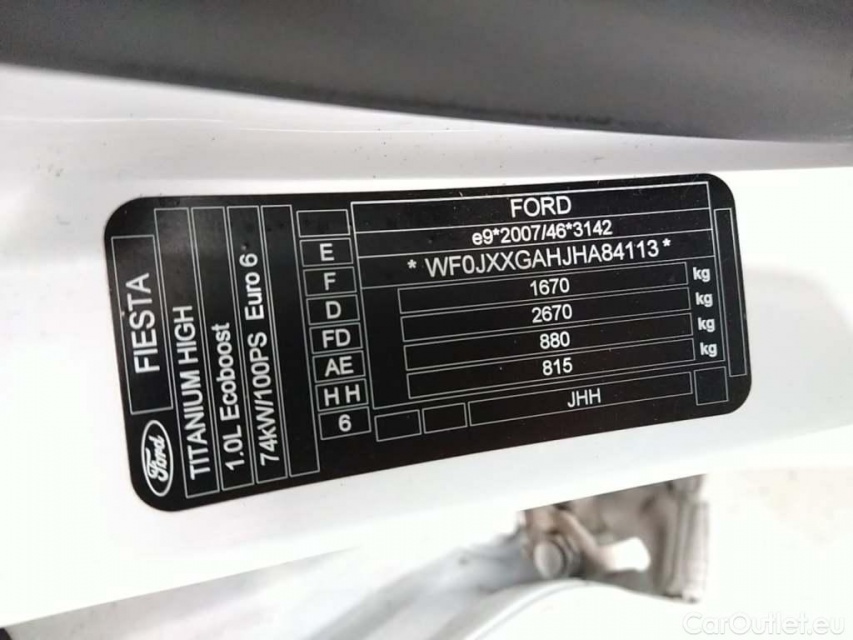 FORD
e9*2007/46*3142
* WF0JXXGAHJHA84113 *
1670 kg
2670 kg
880 kg
815 kg
JHH
E
F
D
FD
AE
HH
6
FIESTA
TITANIUM HIGH
1.0L Ecoboost
74kW/100PS Euro 6
Ford
CarOutlet.eu